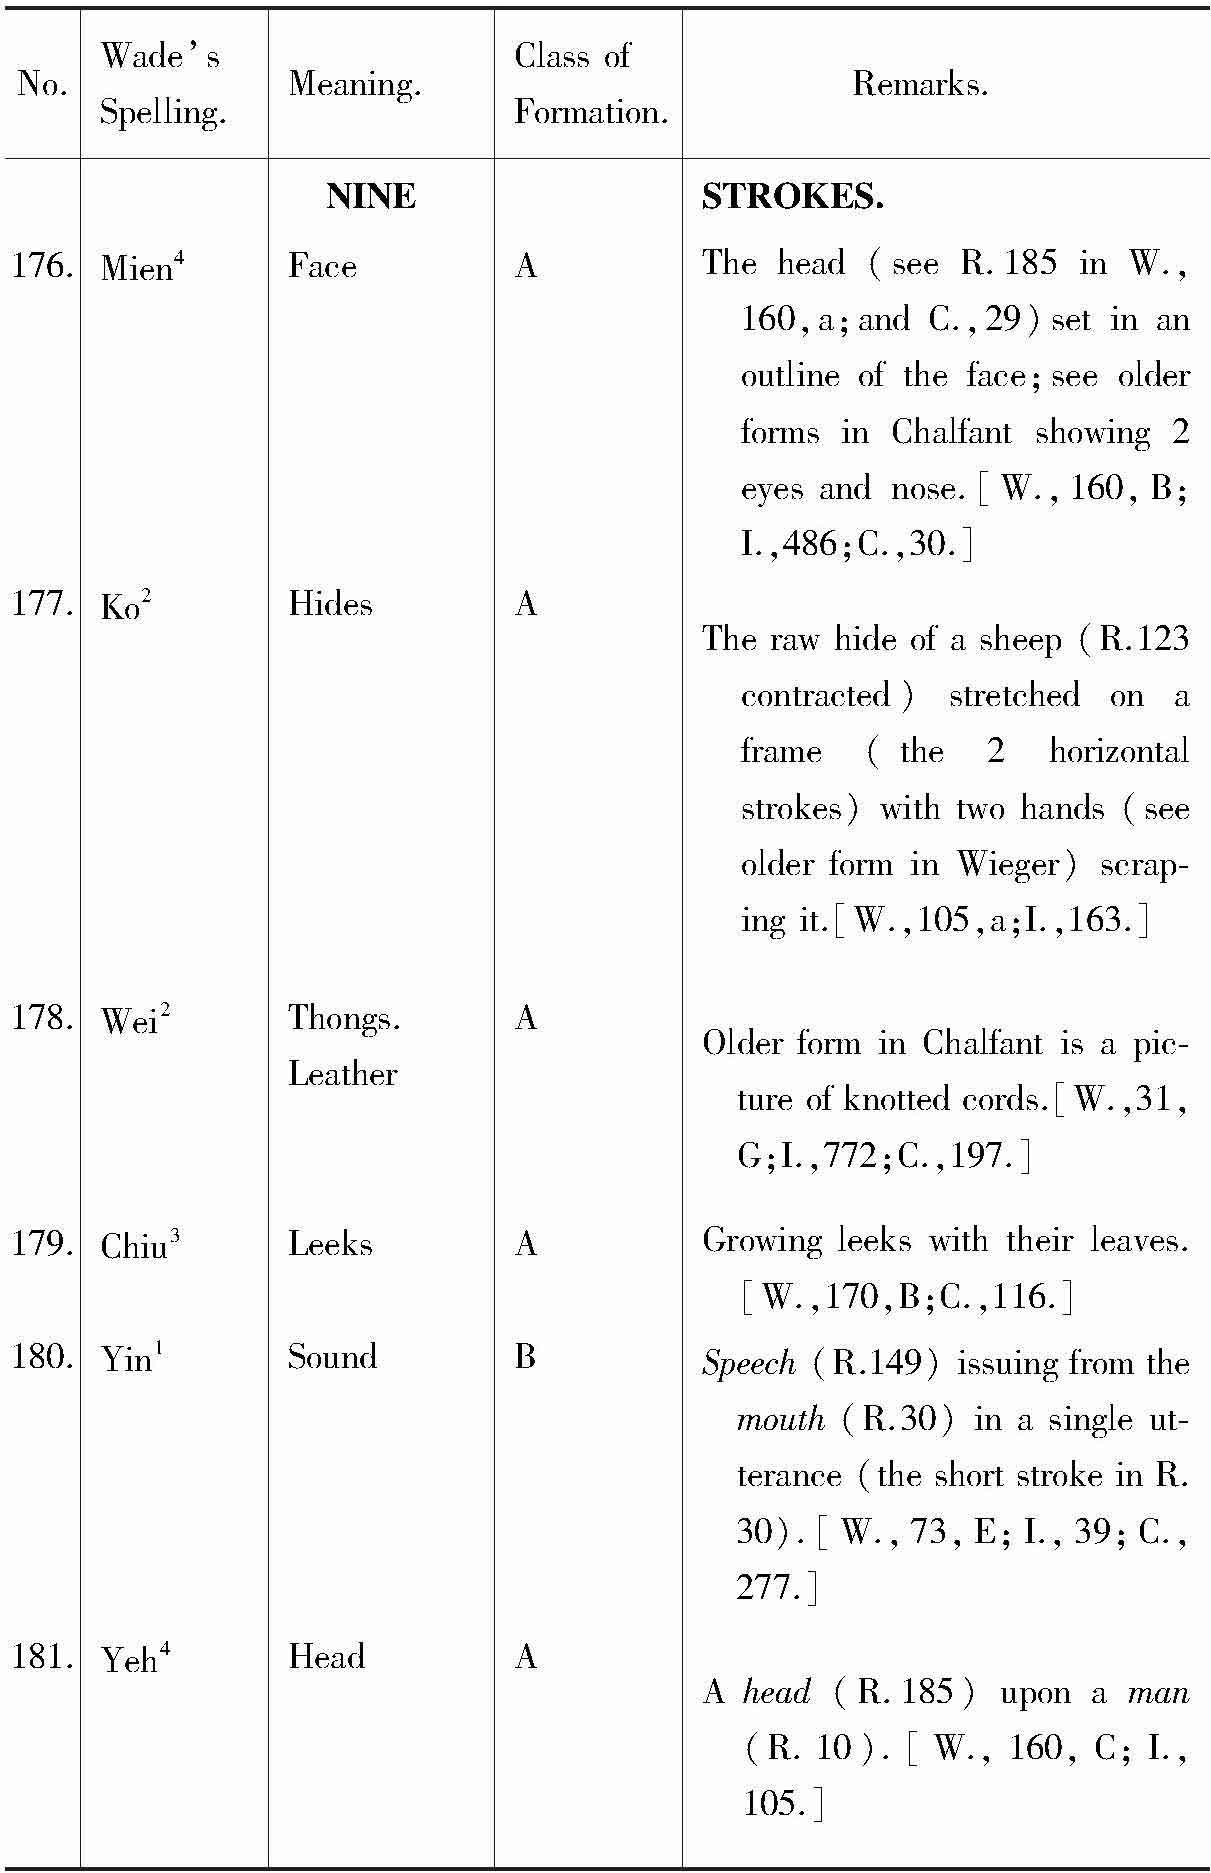 No. Wade's Spelling. Meaning. Class of Formation. Remarks.
NINE STROKES.
176. Mien⁴ Face A The head (see R. 185 in W.,
160,a;and C.,29)set in an
outline of the face;see older
forms in Chalfant showing 2
eyes and nose.[W.,160,B;
I.,486;C.,30.]
177. Ko² Hides A
The raw hide of a sheep (R.123
contracted) stretched on a
frame (the 2 horizontal
strokes) with two hands (see
older form in Wieger) scrap-
ing it.[W.,105,a;I.,163.]
178. Wei² Thongs. A
Leather
Older form in Chalfant is a pic-
ture of knotted cords.[W.,31,
G;I.,772;C.,197.]
179. Chiu³ Leeks A Growing leeks with their leaves.
[W.,170,B;C.,116.]
180. Yin¹ Sound B Speech (R.149) issuing from the
mouth (R.30) in a single ut-
terance (the short stroke in R.
30).[W.,73,E;I.,39;C.,
277.]
181. Yeh⁴ Head A
A head (R. 185) upon a man
(R. 10). [W., 160, C; I.,
105.]